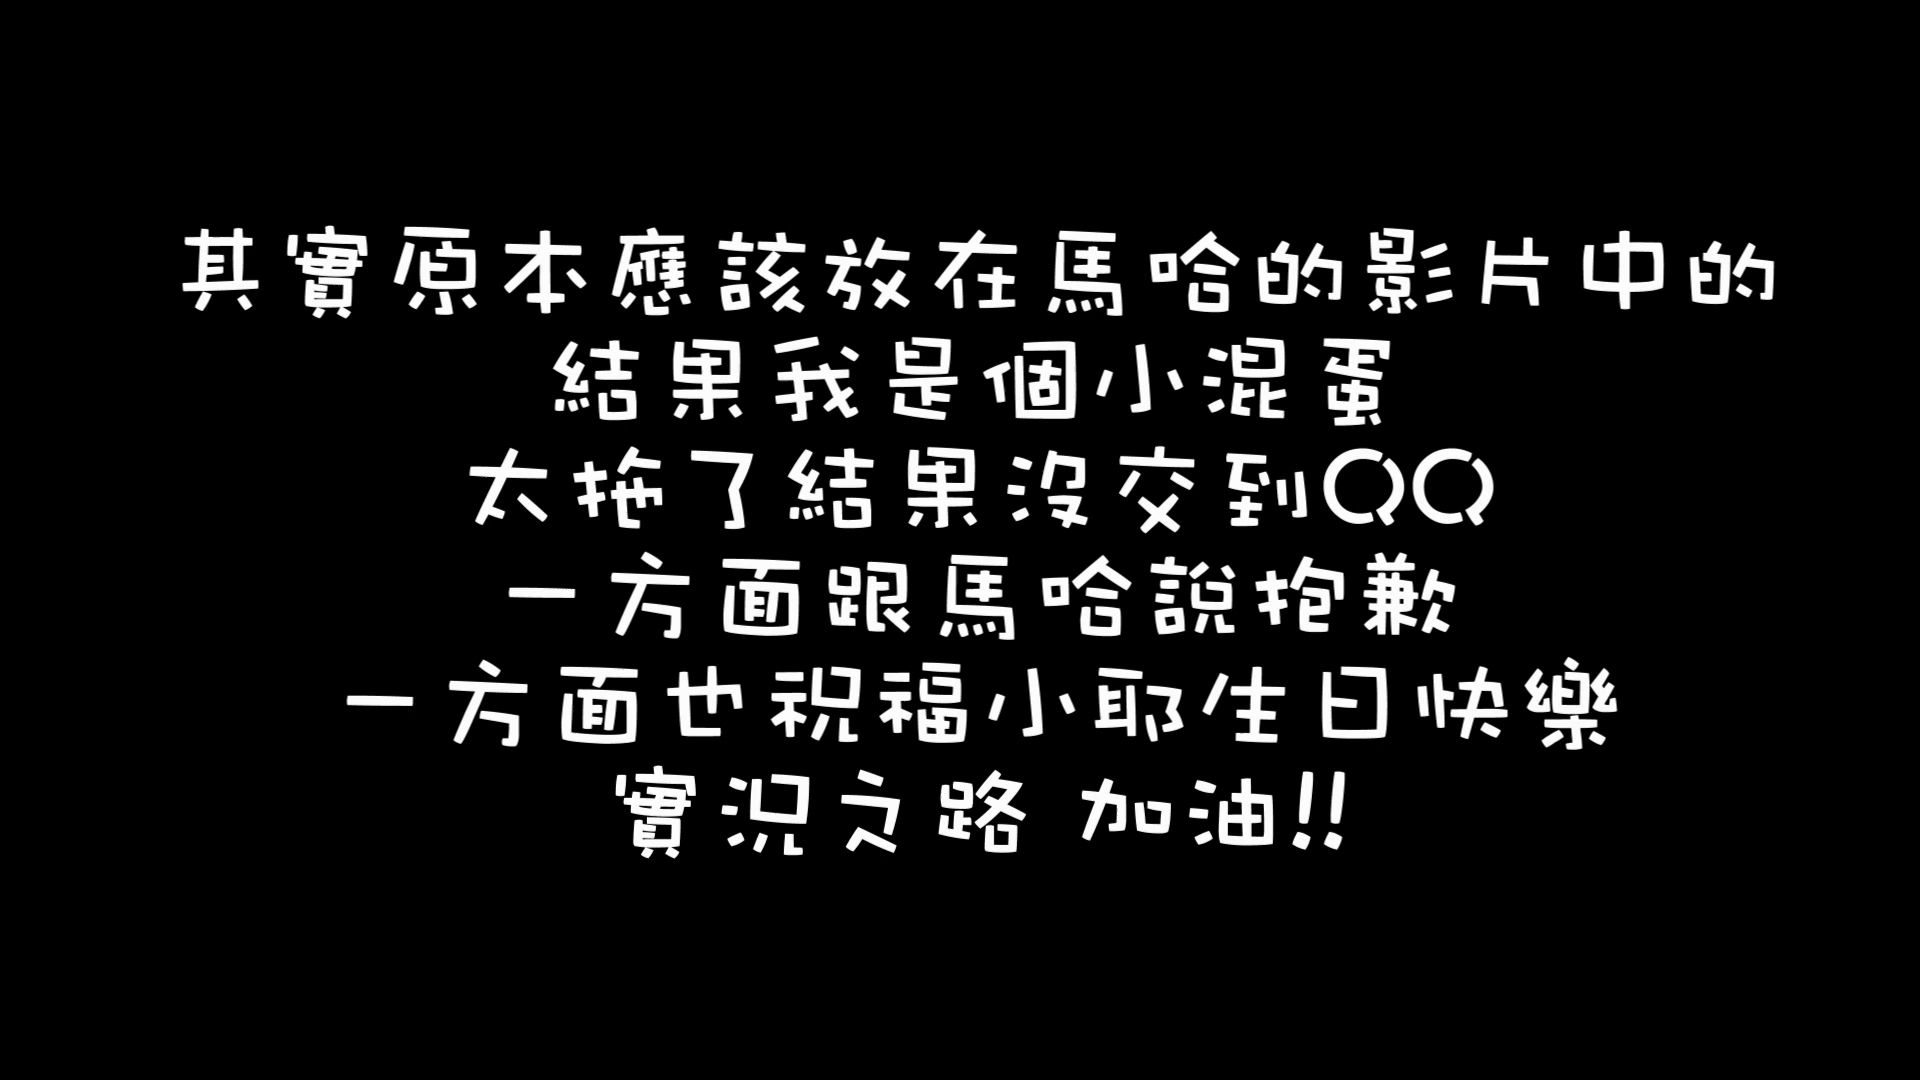 其實原本應該放在馬哈的影片中的
結果我是個小混蛋
太拖了結果沒交到QQ
一方面跟馬哈說抱歉
一方面也祝福小耶生日快樂
實況之路 加油!!